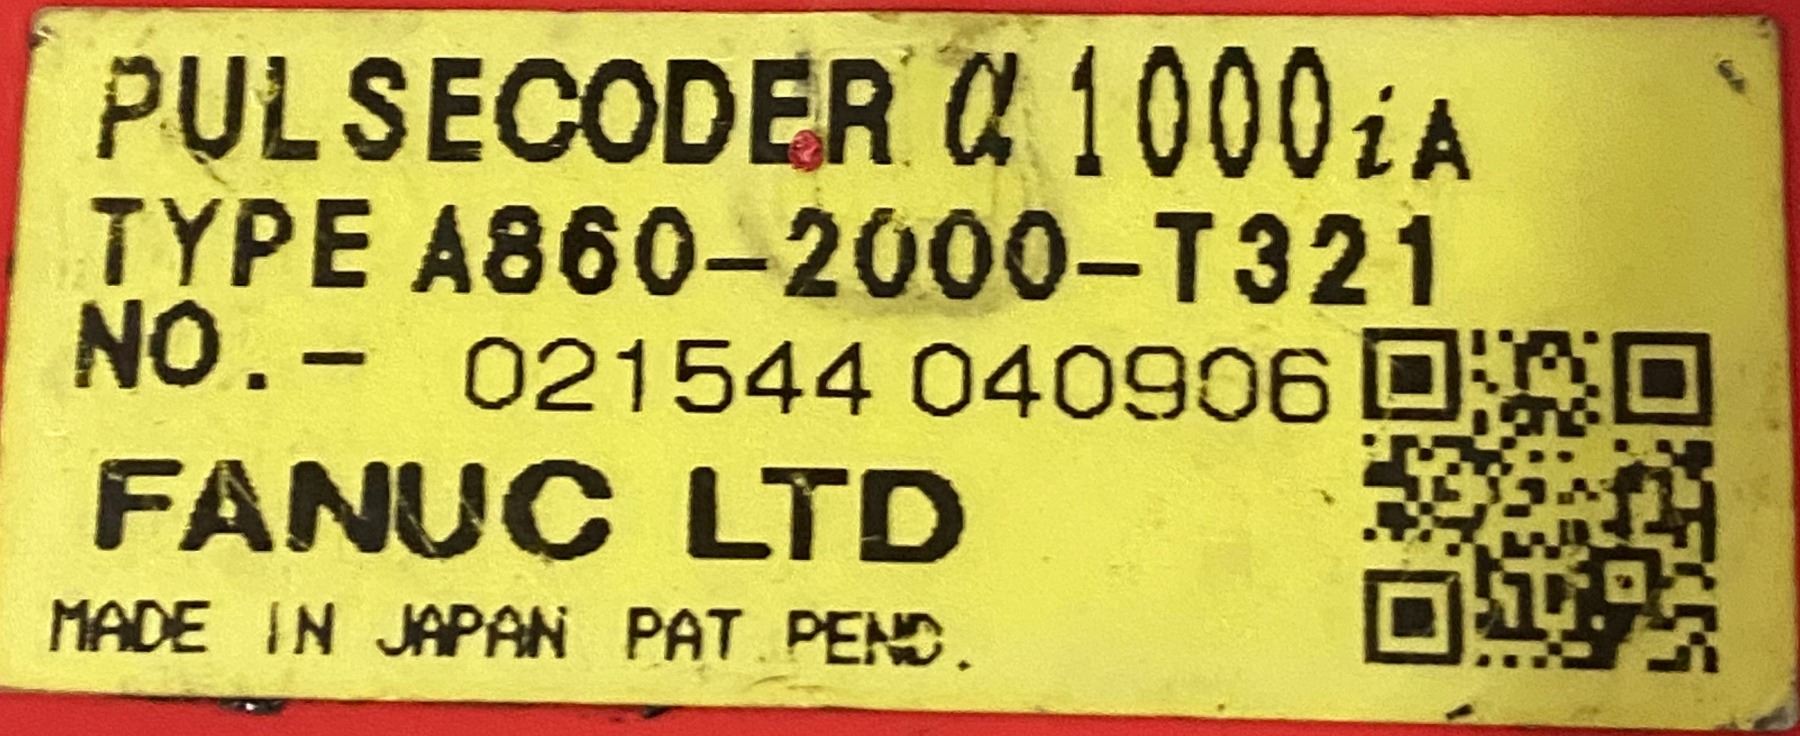 PULSECODER α1000iA
TYPE A860-2000-T321
NO.- 021544 040906
FANUC LTD
MADE IN JAPAN PAT PEND.